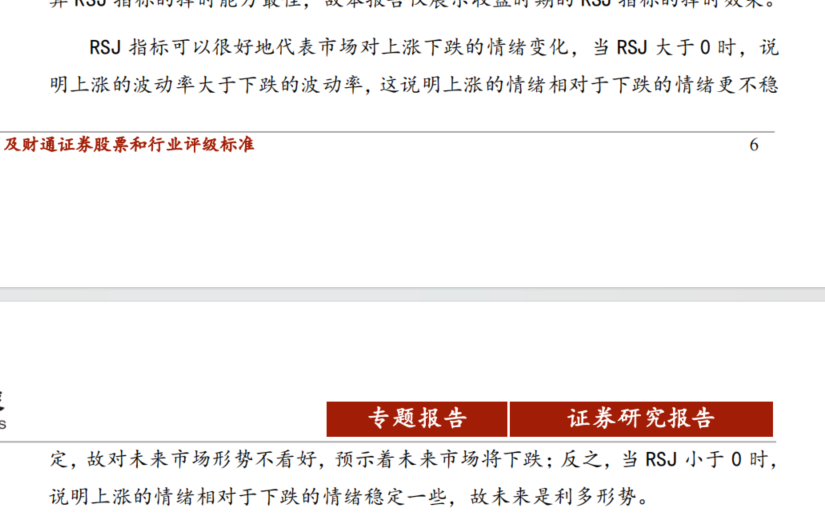 算 RSJ 指标的择时能力最佳，故本报告仅展示收盘时期的 RSJ 指标的择时效果。
RSJ 指标可以很好地代表市场对上涨下跌的情绪变化，当 RSJ 大于 0 时，说
明上涨的波动率大于下跌的波动率，这说明上涨的情绪相对于下跌的情绪更不稳
及财通证券股票和行业评级标准
6
专题报告
证券研究报告
定，故对未来市场形势不看好，预示着未来市场将下跌；反之，当 RSJ 小于 0 时，
说明上涨的情绪相对于下跌的情绪稳定一些，故未来是利多形势。